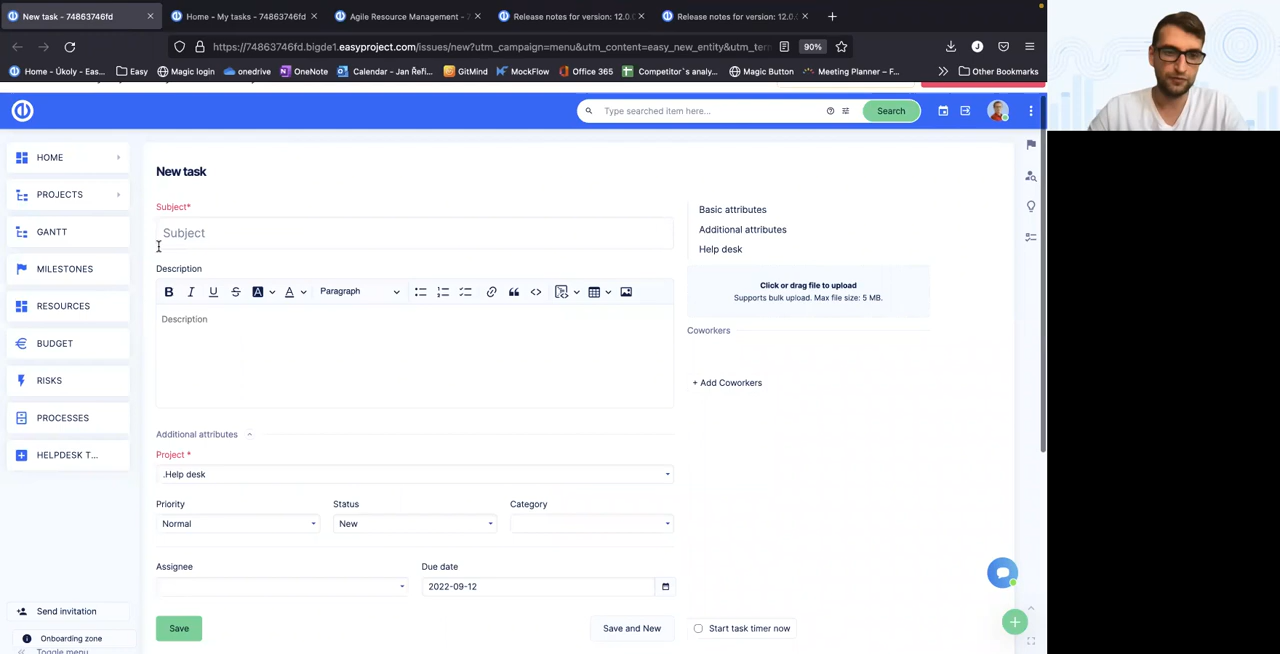 New task - 74863746fd
Home - My tasks - 74863746fd
Agile Resource Management - 7
Release notes for version: 12.0.
Release notes for version: 12.0.
https://74863746fd.bigde1.easyproject.com/issues/new?utm_campaign=menu&utm_content=easy_new_entity&utm_ter
90%
Home - Úkoly - Eas...
Easy
Magic login
onedrive
OneNote
Calendar - Jan Řeři...
GitMind
MockFlow
Office 365
Competitor`s analy...
Magic Button
Meeting Planner – F...
Other Bookmarks
Type searched item here...
Search
HOME
PROJECTS
GANTT
MILESTONES
RESOURCES
BUDGET
RISKS
PROCESSES
HELPDESK T...
Send invitation
Onboarding zone
Toggle menu
New task
Subject*
Subject
Description
B I U S A A Paragraph
Description
Additional attributes
Project *
.Help desk
Priority
Status
Category
Normal
New
Assignee
Due date
2022-09-12
Save
Save and New
Start task timer now
Basic attributes
Additional attributes
Help desk
Click or drag file to upload
Supports bulk upload. Max file size: 5 MB.
Coworkers
+ Add Coworkers